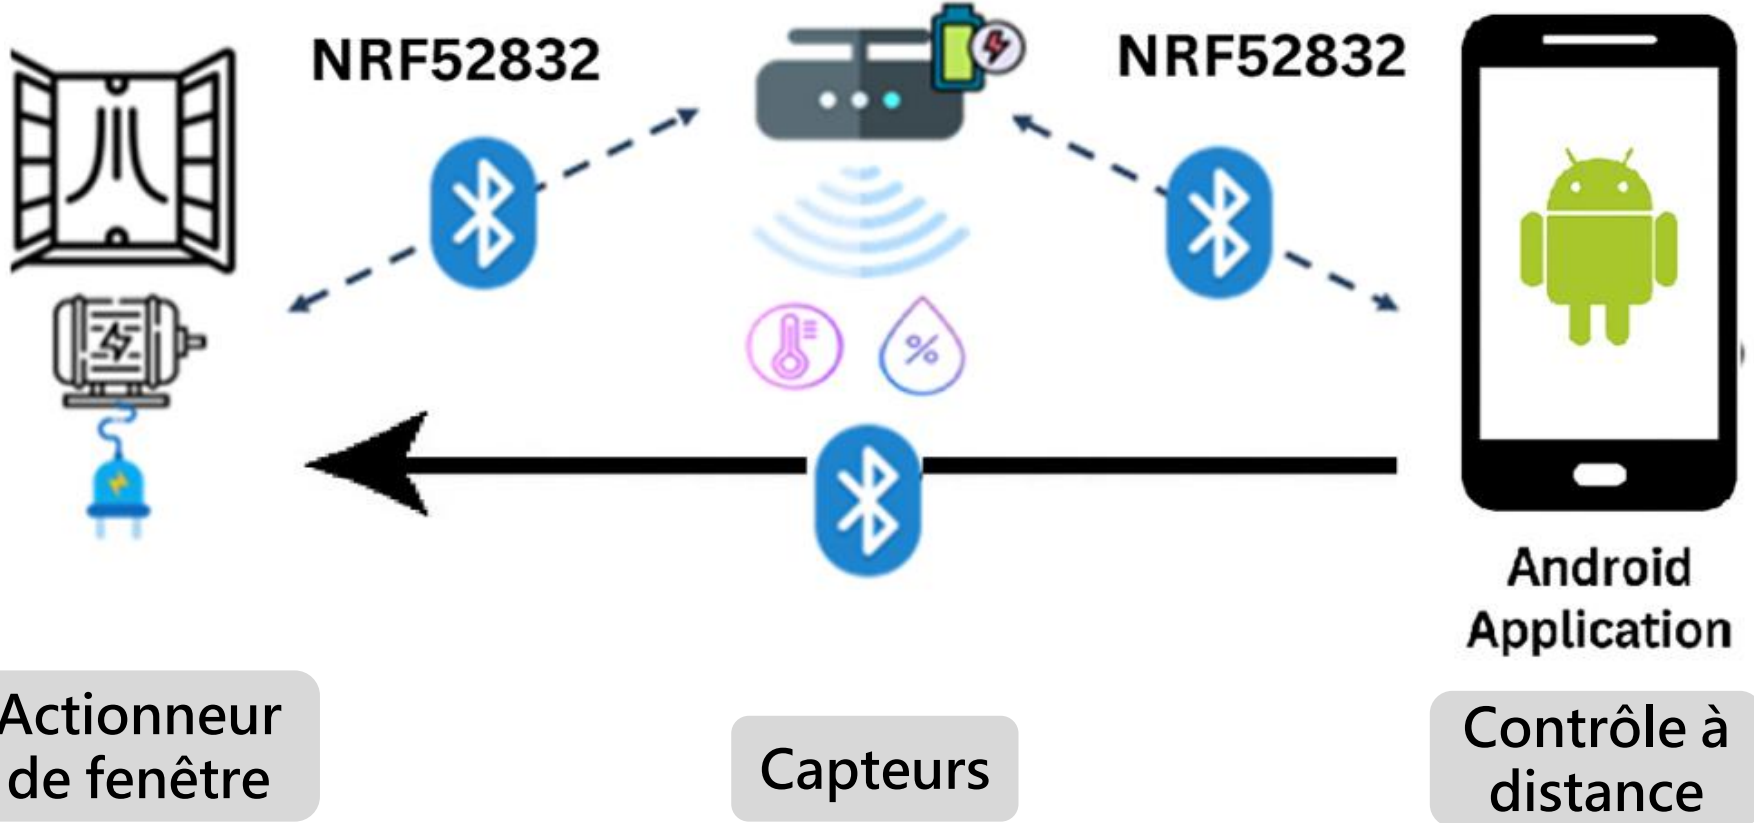 NRF52832
NRF52832
%
Android
Application
Actionneur
de fenêtre
Capteurs
Contrôle à
distance